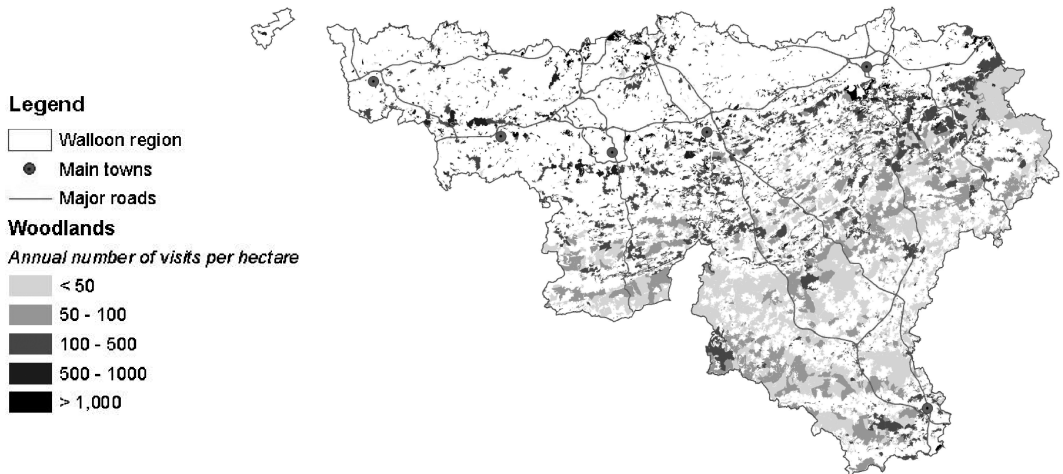 Legend
Walloon region
Main towns
Major roads
Woodlands
Annual number of visits per hectare
< 50
50 - 100
100 - 500
500 - 1000
> 1,000